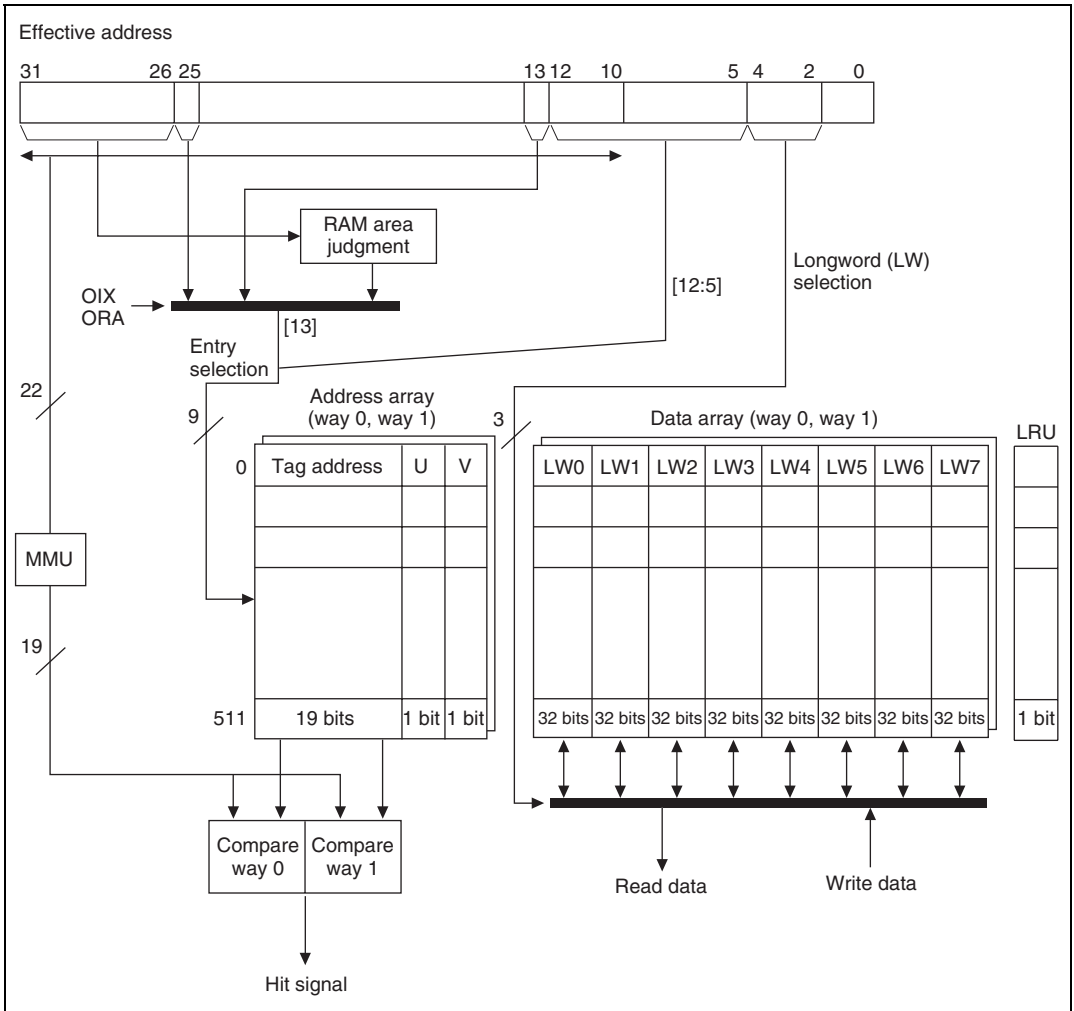 Effective address
31 26 25 13 12 10 5 4 2 0
RAM area
judgment
Longword (LW)
selection
[12:5]
OIX
ORA
[13]
Entry
selection
22
9
Address array
(way 0, way 1)
3
Data array (way 0, way 1)
LRU
0 Tag address U V
LW0 LW1 LW2 LW3 LW4 LW5 LW6 LW7
MMU
19
511 19 bits 1 bit 1 bit
32 bits 32 bits 32 bits 32 bits 32 bits 32 bits 32 bits 32 bits
1 bit
Compare
way 0
Compare
way 1
Read data
Write data
Hit signal